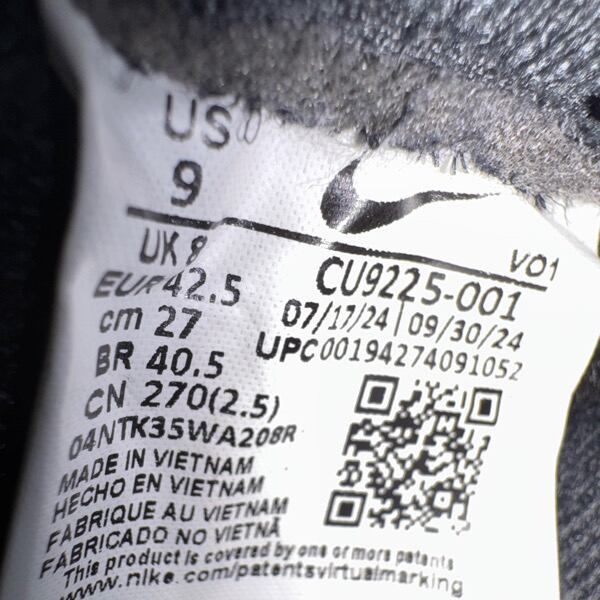 US
9
UK 8
EUR 42.5
cm 27
BR 40.5
CN 270(2.5)
04NTK35WA208R
V01
CU9225-001
07/17/24 | 09/30/24
UPC00194274091052
MADE IN VIETNAM
HECHO EN VIETNAM
FABRIQUE AU VIETNAM
FABRICADO NO VIETNÃ
This product is covered by one or more patents
www.nike.com/patentsvirtualmarking